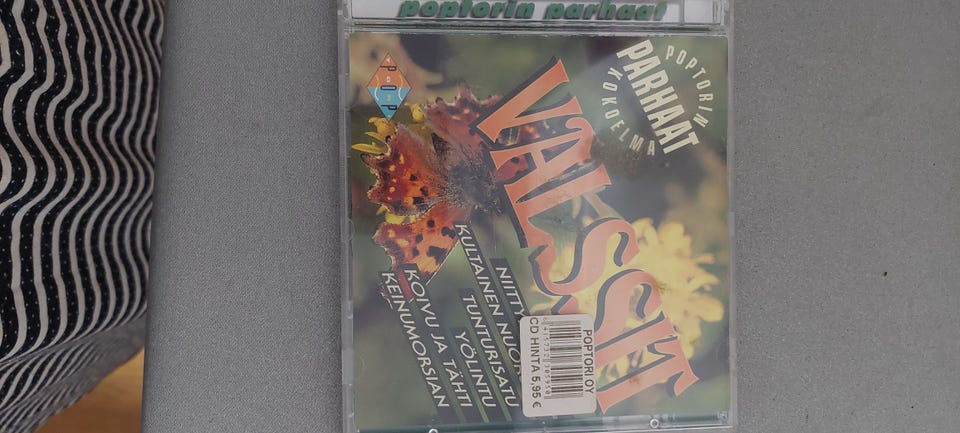 poptorin parhaat
POPTORIN
PARHAAT
KOKOELMA
VALSSIT
NIITTY
KULTAINEN NUOR
TUNTURISATU
YÖLINTU
KOIVU JA TÄHTI
KEINUMORSIAN
POPTORI OY
CD HINTA 5,95 €